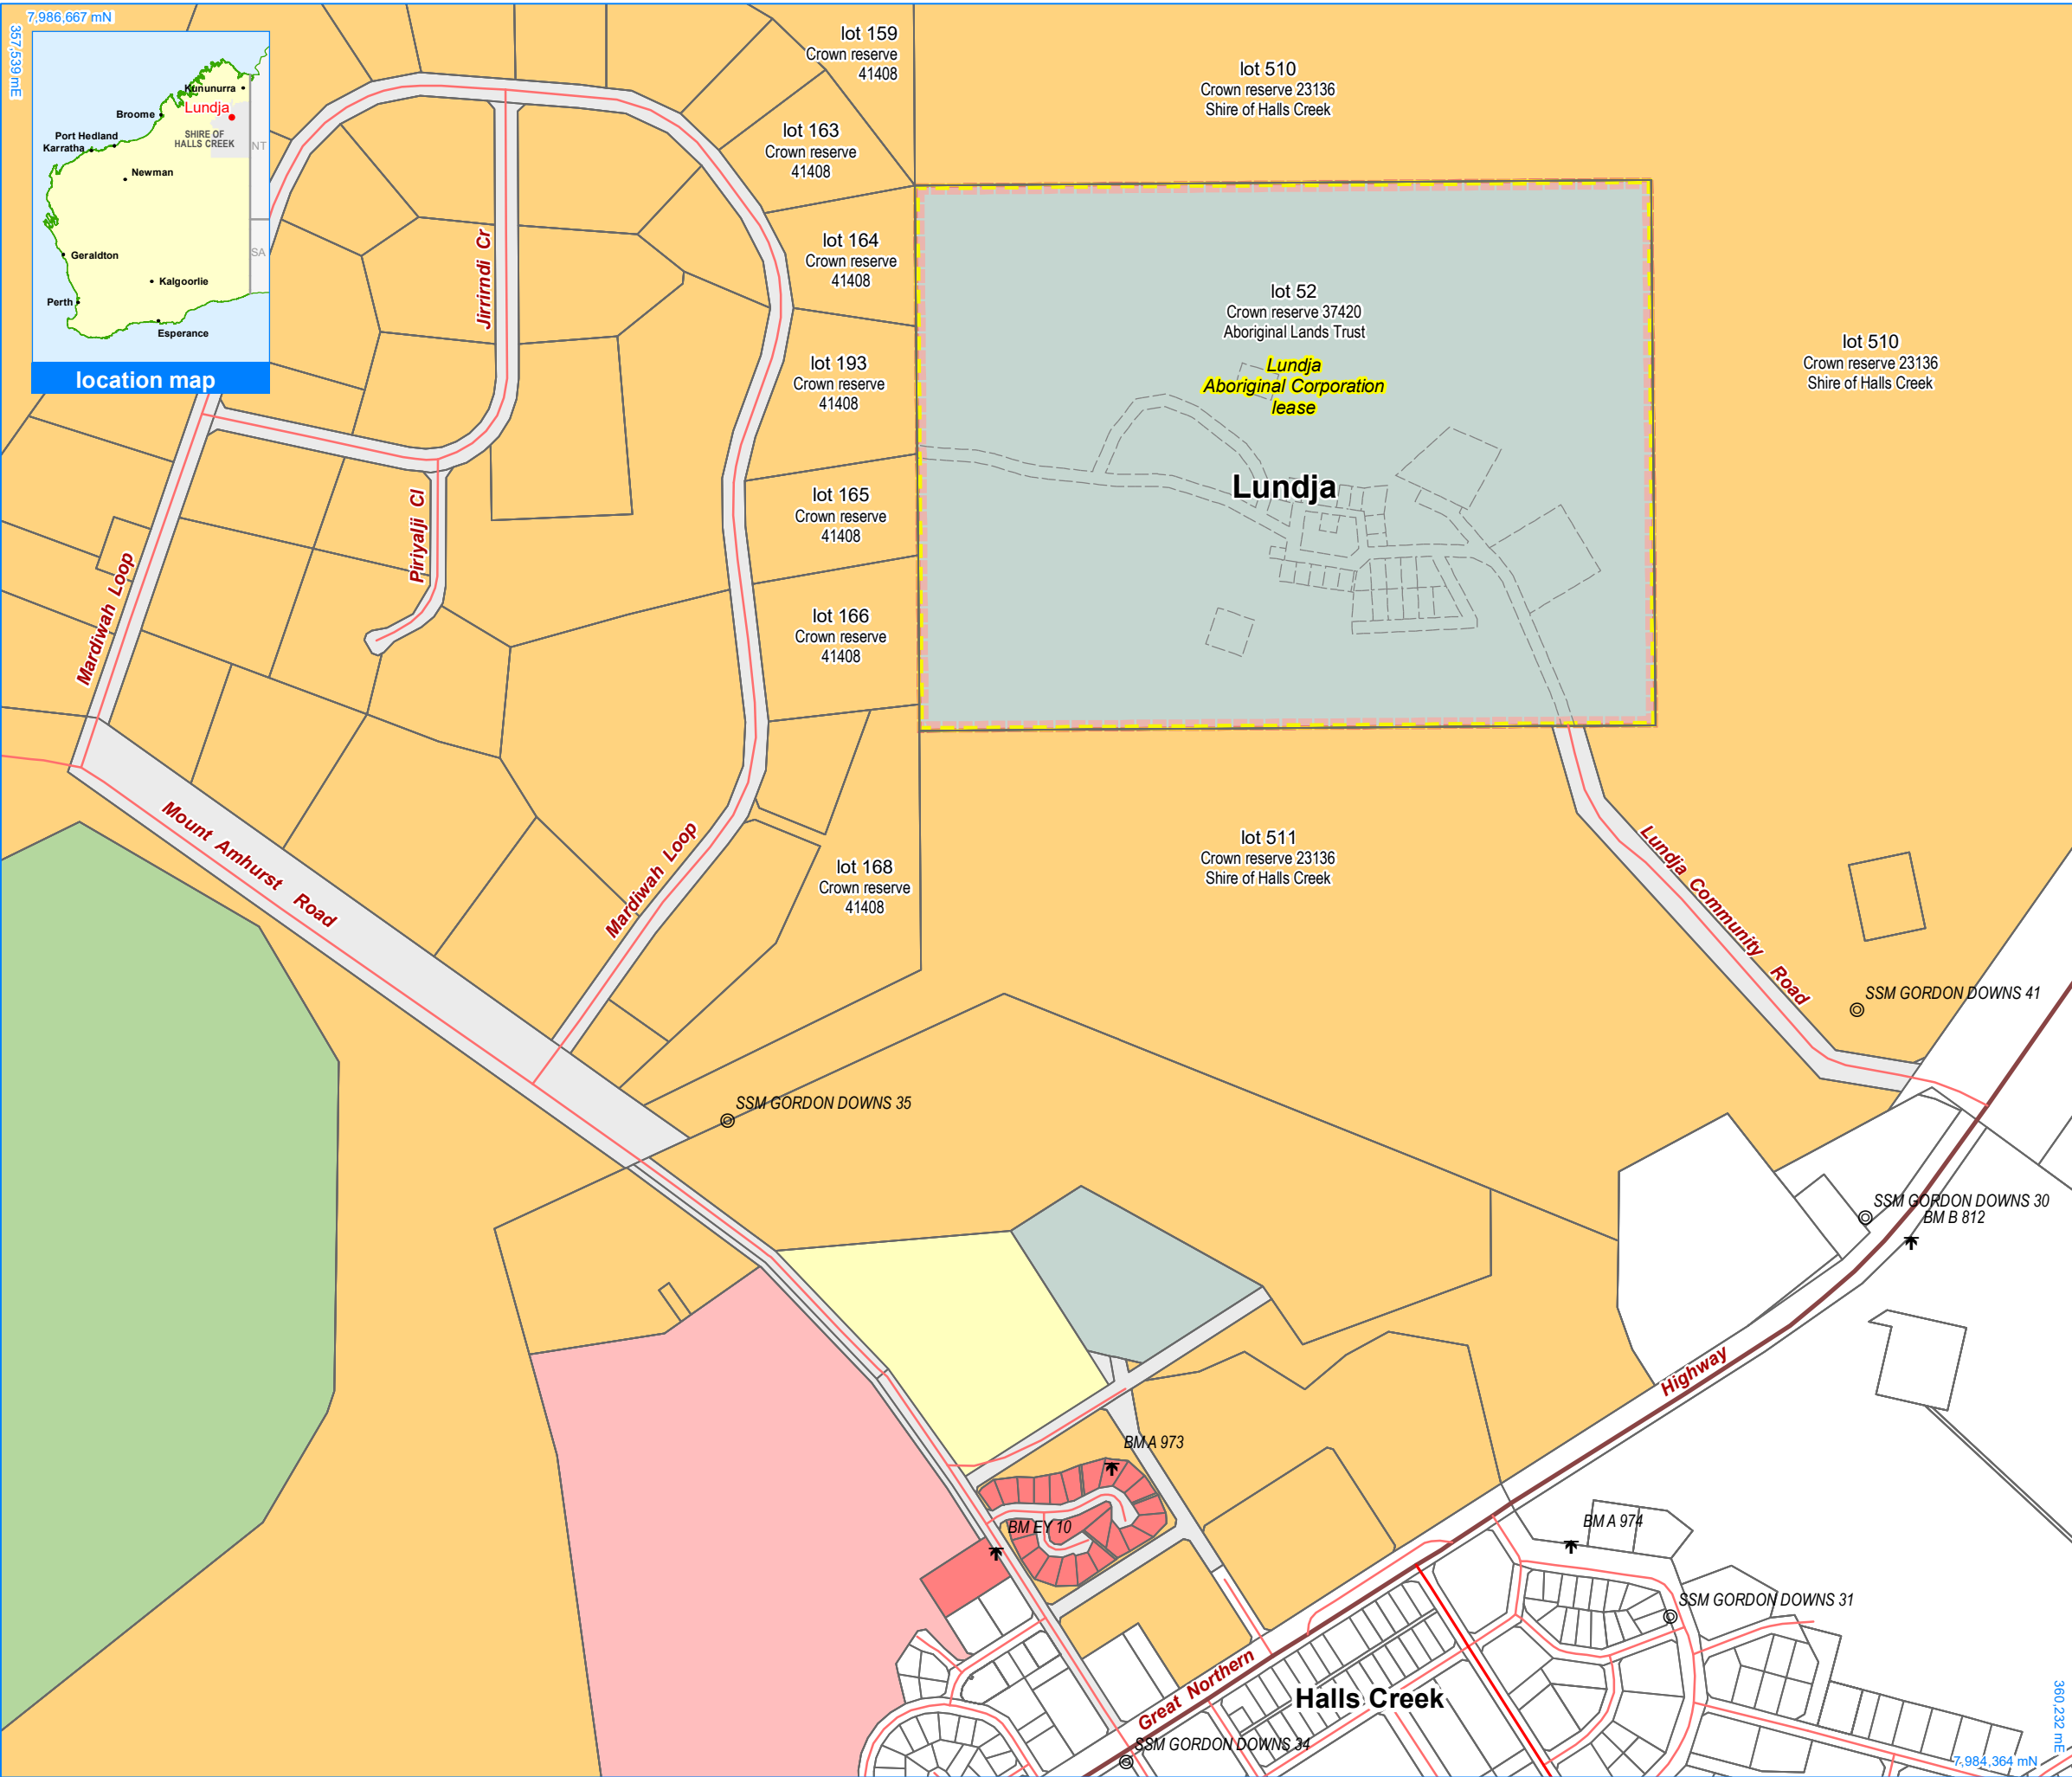 7,986,667 mN
357,539 mE
Kununurra
Lundja
Broome
SHIRE OF
HALLS CREEK
Port Hedland
Karratha
NT
Newman
SA
Geraldton
Kalgoorlie
Perth
Esperance
location map
lot 159
Crown reserve
41408
lot 510
Crown reserve 23136
Shire of Halls Creek
lot 163
Crown reserve
41408
lot 164
Crown reserve
41408
Jirrirndi Cr
lot 52
Crown reserve 37420
Aboriginal Lands Trust
Lundja
Aboriginal Corporation
lease
lot 510
Crown reserve 23136
Shire of Halls Creek
lot 193
Crown reserve
41408
Lundja
lot 165
Crown reserve
41408
Piriyalji Cl
Mardiwah Loop
lot 166
Crown reserve
41408
Mount Amhurst Road
Mardiwah Loop
lot 168
Crown reserve
41408
lot 511
Crown reserve 23136
Shire of Halls Creek
Lundja Community Road
SSM GORDON DOWNS 41
SSM GORDON DOWNS 35
SSM GORDON DOWNS 30
BM B 812
Highway
BM A 973
BM EY 10
BM A 974
SSM GORDON DOWNS 31
Great Northern
Halls Creek
SSM GORDON DOWNS 34
360,232 mE
7,984,364 mN